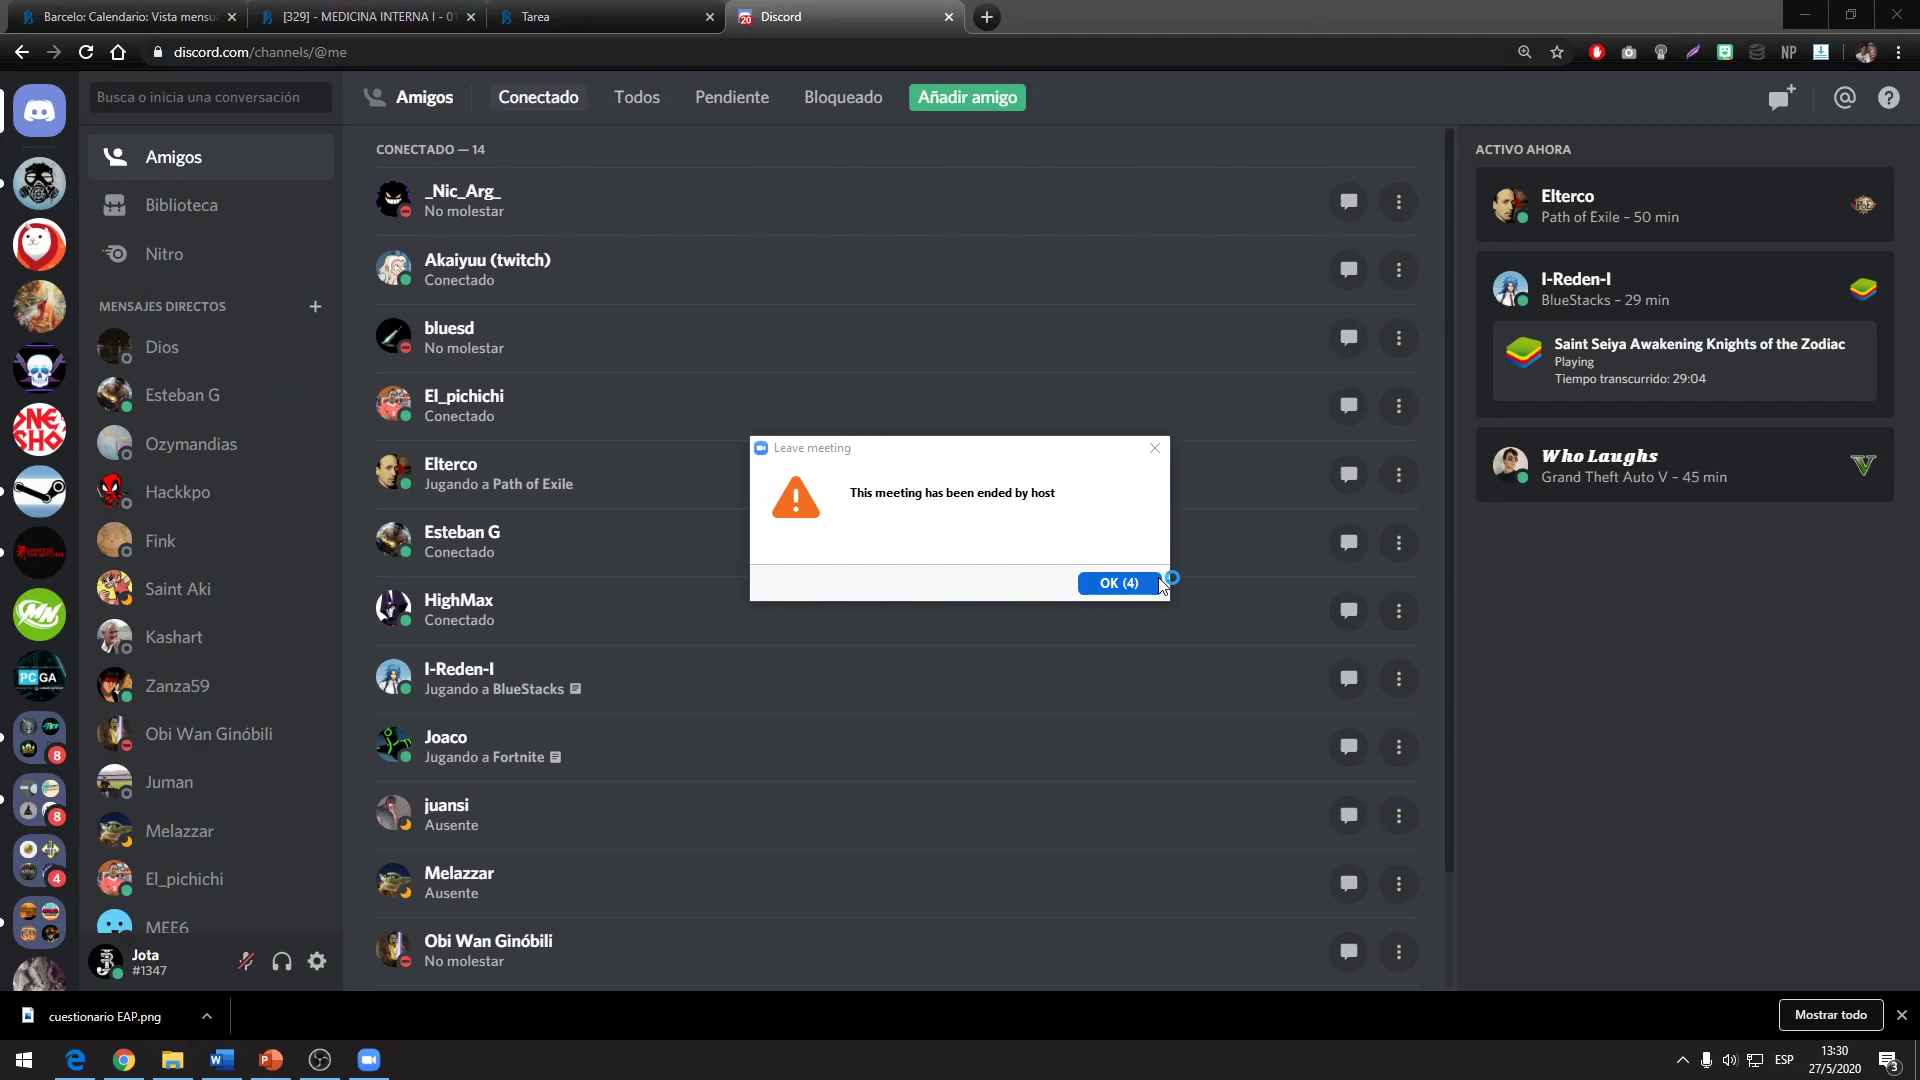 Barcelo: Calendario: Vista mensu
[329] - MEDICINA INTERNA I - 01
Tarea
Discord
discord.com/channels/@me
NP
Busca o inicia una conversación
Amigos
Conectado
Todos
Pendiente
Bloqueado
Añadir amigo
Amigos
Biblioteca
Nitro
MENSAJES DIRECTOS
Dios
Esteban G
Ozymandias
Hackkpo
Fink
Saint Aki
Kashart
Zanza59
Obi Wan Ginóbili
Juman
Melazzar
El_pichichi
MEE6
Jota
#1347
20
PC GA
8
8
4
CONECTADO — 14
_Nic_Arg_
No molestar
Akaiyuu (twitch)
Conectado
bluesd
No molestar
El_pichichi
Conectado
Elterco
Jugando a Path of Exile
Esteban G
Conectado
HighMax
Conectado
I-Reden-I
Jugando a BlueStacks
Joaco
Jugando a Fortnite
juansi
Ausente
Melazzar
Ausente
Obi Wan Ginóbili
No molestar
Leave meeting
This meeting has been ended by host
OK (4)
ACTIVO AHORA
Elterco
Path of Exile – 50 min
I-Reden-I
BlueStacks – 29 min
Saint Seiya Awakening Knights of the Zodiac
Playing
Tiempo transcurrido: 29:04
Who Laughs
Grand Theft Auto V – 45 min
cuestionario EAP.png
Mostrar todo
ESP
13:30
27/5/2020
3